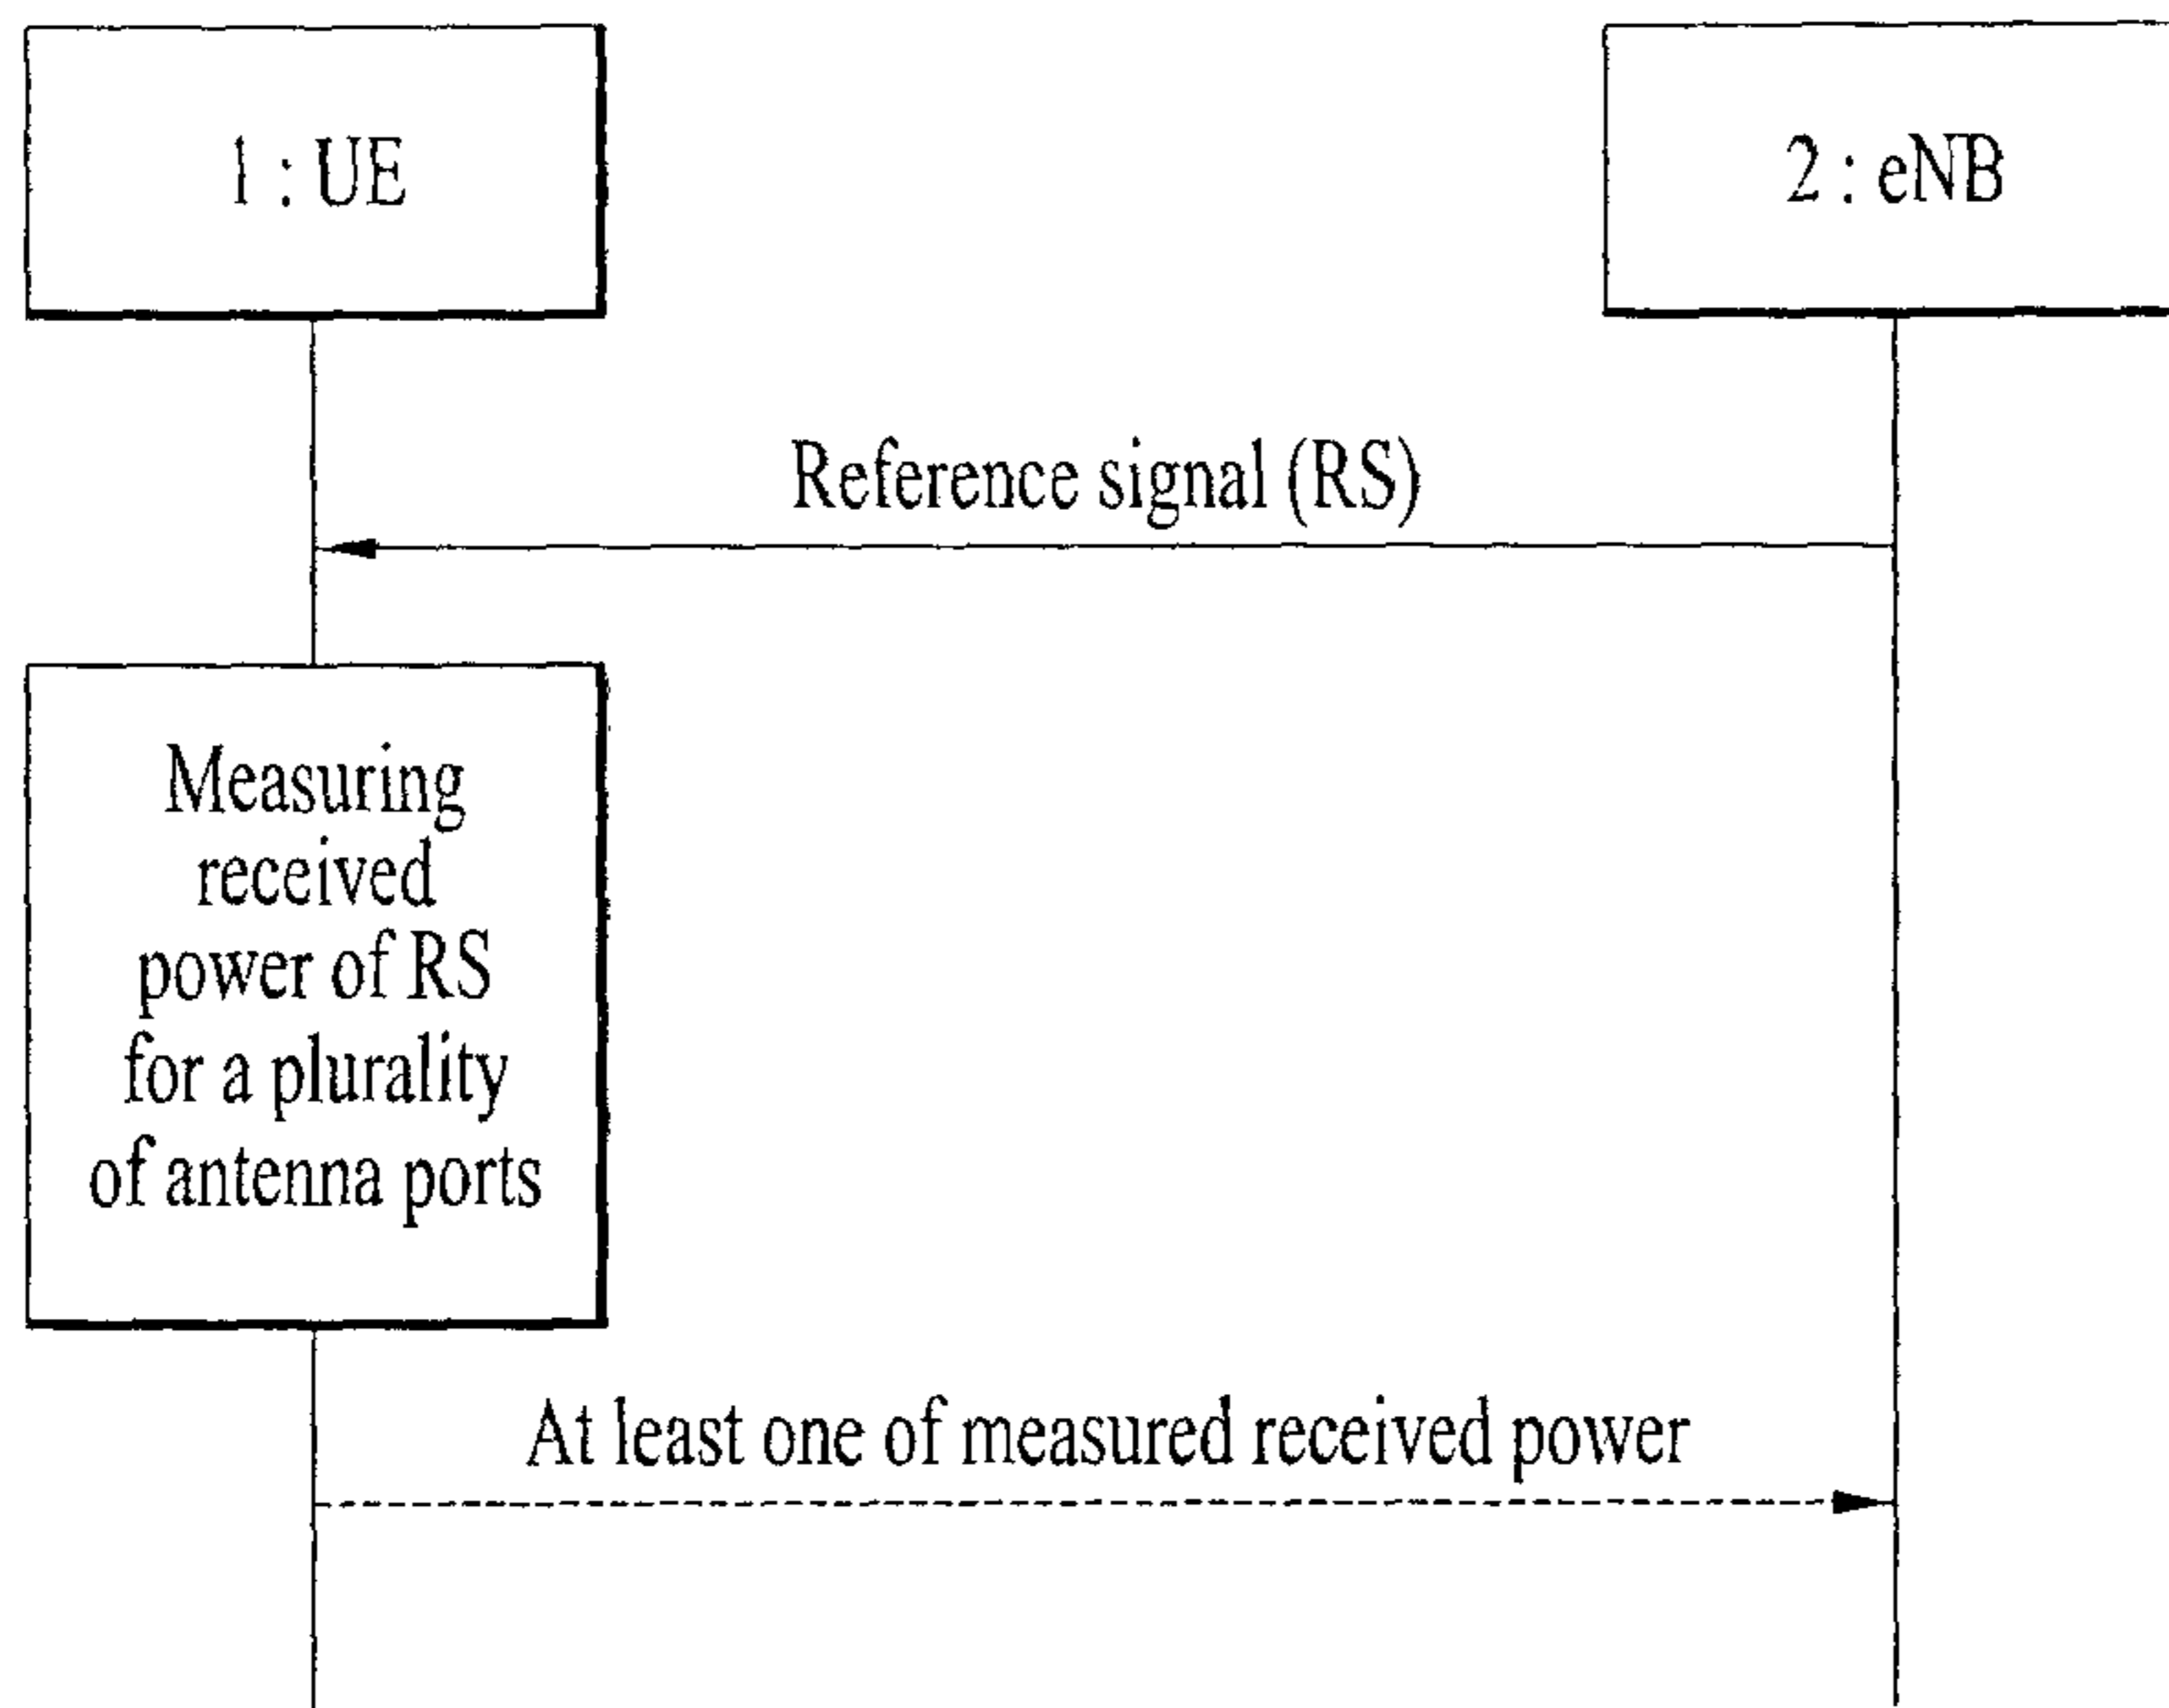 1 : UE
2 : eNB
Reference signal (RS)
Measuring
received
power of RS
for a plurality
of antenna ports
At least one of measured received power